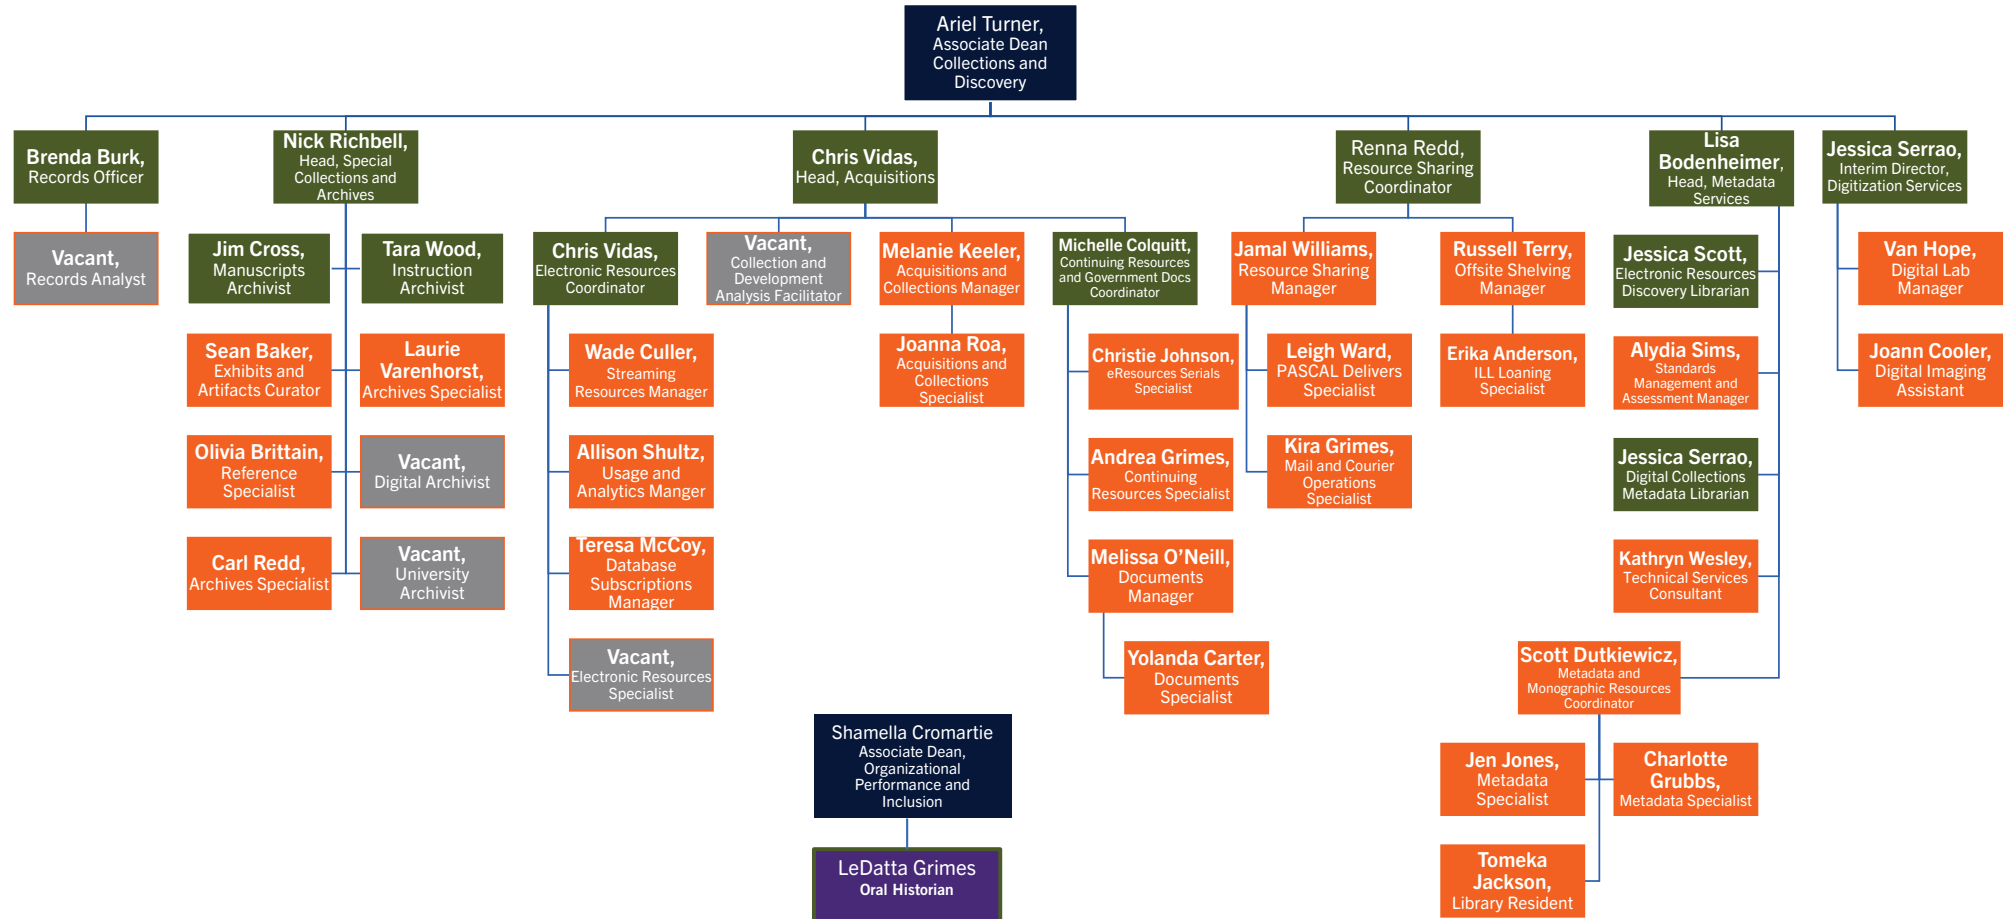 Ariel Turner,
Associate Dean
Collections and
Discovery
Brenda Burk,
Records Officer
Nick Richbell,
Head, Special
Collections and
Archives
Chris Vidas,
Head, Acquisitions
Renna Redd,
Resource Sharing
Coordinator
Lisa
Bodenheimer,
Head, Metadata
Services
Jessica Serrao,
Interim Director,
Digitization Services
Vacant,
Records Analyst
Jim Cross,
Manuscripts
Archivist
Tara Wood,
Instruction
Archivist
Chris Vidas,
Electronic Resources
Coordinator
Vacant,
Collection and
Development
Analysis Facilitator
Melanie Keeler,
Acquisitions and
Collections Manager
Michelle Colquitt,
Continuing Resources
and Government Docs
Coordinator
Jamal Williams,
Resource Sharing
Manager
Russell Terry,
Offsite Shelving
Manager
Jessica Scott,
Electronic Resources
Discovery Librarian
Van Hope,
Digital Lab
Manager
Sean Baker,
Exhibits and
Artifacts Curator
Laurie
Varenhorst,
Archives Specialist
Wade Culler,
Streaming
Resources Manager
Joanna Roa,
Acquisitions and
Collections
Specialist
Christie Johnson,
eResources Serials
Specialist
Leigh Ward,
PASCAL Delivers
Specialist
Erika Anderson,
ILL Loaning
Specialist
Alydia Sims,
Standards
Management and
Assessment Manager
Joann Cooler,
Digital Imaging
Assistant
Olivia Brittain,
Reference
Specialist
Vacant,
Digital Archivist
Allison Shultz,
Usage and
Analytics Manger
Andrea Grimes,
Continuing
Resources Specialist
Kira Grimes,
Mail and Courier
Operations
Specialist
Jessica Serrao,
Digital Collections
Metadata Librarian
Carl Redd,
Archives Specialist
Vacant,
University
Archivist
Teresa McCoy,
Database
Subscriptions
Manager
Melissa O'Neill,
Documents
Manager
Kathryn Wesley,
Technical Services
Consultant
Vacant,
Electronic Resources
Specialist
Yolanda Carter,
Documents
Specialist
Scott Dutkiewicz,
Metadata and
Monographic Resources
Coordinator
Shamella Cromartie
Associate Dean,
Organizational
Performance and
Inclusion
Jen Jones,
Metadata
Specialist
Charlotte
Grubbs,
Metadata Specialist
LeDatta Grimes
Oral Historian
Tomeka
Jackson,
Library Resident